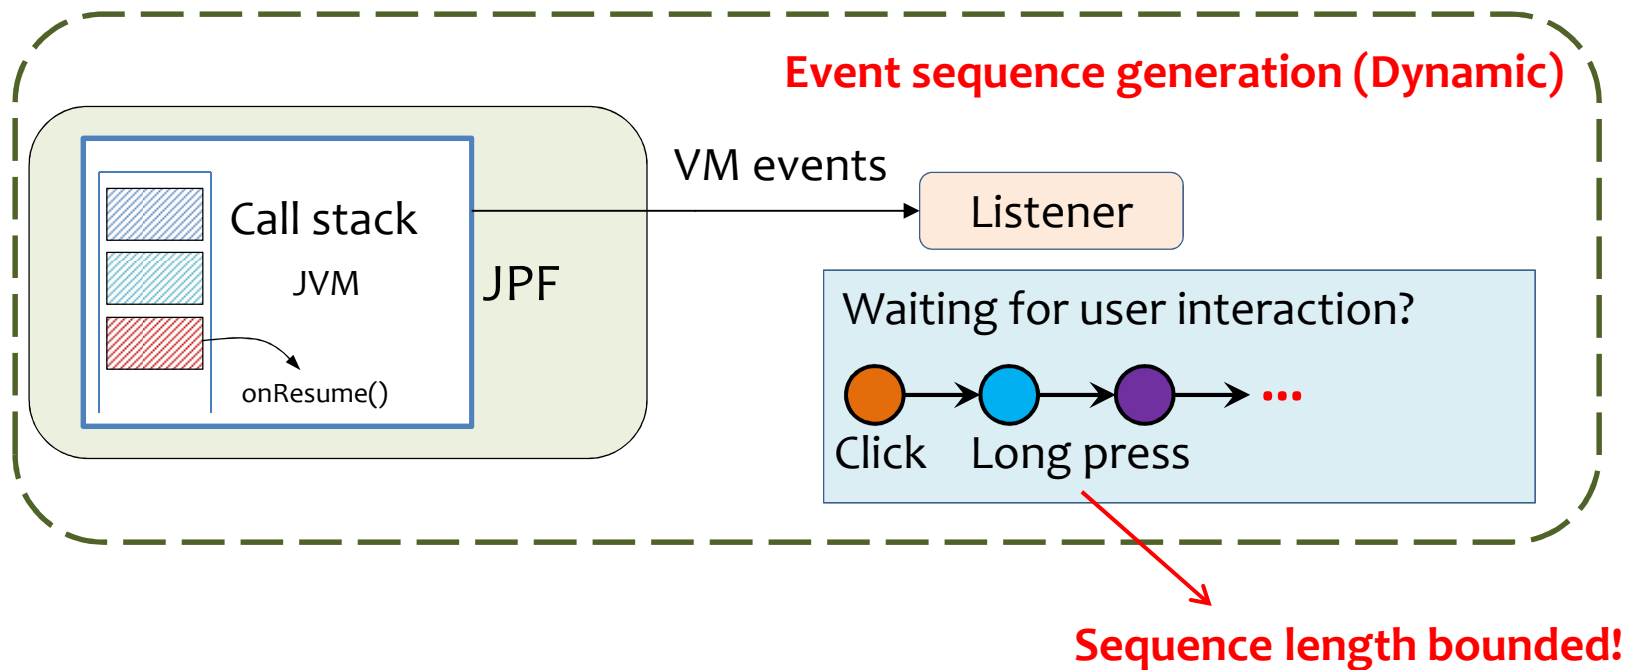 Event sequence generation (Dynamic)
VM events
Listener
Call stack
JVM
JPF
onResume()
Waiting for user interaction?
...
Click
Long press
Sequence length bounded!